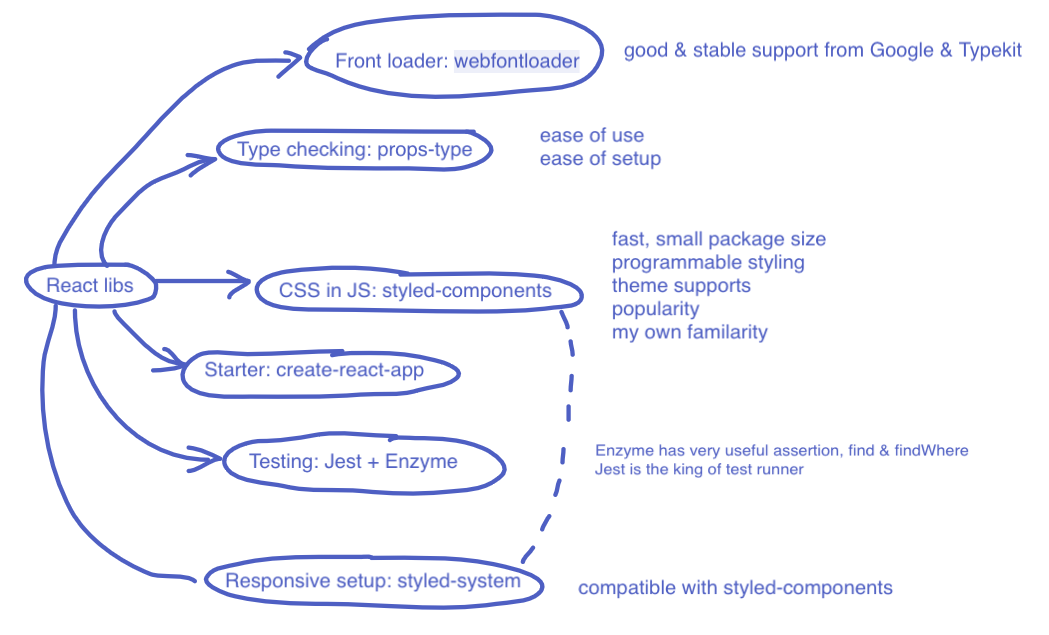 Front loader: webfontloader
good & stable support from Google & Typekit
Type checking: props-type
ease of use
ease of setup
React libs
CSS in JS: styled-components
fast, small package size
programmable styling
theme supports
popularity
my own familarity
Starter: create-react-app
Testing: Jest + Enzyme
Enzyme has very useful assertion, find & findWhere
Jest is the king of test runner
Responsive setup: styled-system
compatible with styled-components